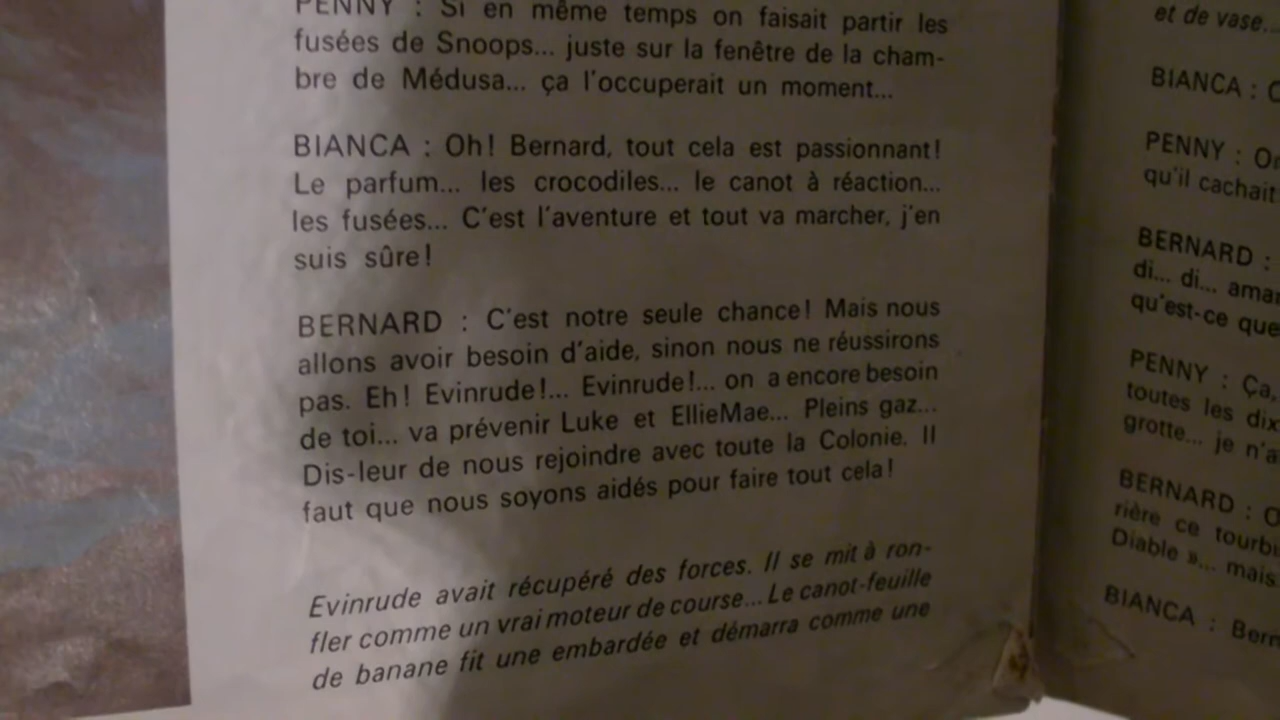 PENNY : Si en même temps on faisait partir les
fusées de Snoops... juste sur la fenêtre de la cham-
bre de Médusa... ça l'occuperait un moment...
BIANCA : Oh! Bernard, tout cela est passionnant!
Le parfum... les crocodiles... le canot à réaction...
les fusées... C'est l'aventure et tout va marcher, j'en
suis sûre!
BERNARD : C'est notre seule chance! Mais nous
allons avoir besoin d'aide, sinon nous ne réussirons
pas. Eh! Evinrude!... Evinrude!... on a encore besoin
de toi... va prévenir Luke et EllieMae... Pleins gaz...
Dis-leur de nous rejoindre avec toute la Colonie. Il
faut que nous soyons aidés pour faire tout cela!
Evinrude avait récupéré des forces. Il se mit à ron-
fler comme un vrai moteur de course... Le canot-feuille
de banane fit une embardée et démarra comme une
et de vase...
BIANCA :
PENNY :
qu'il cachait
BERNARD :
di... di...
qu'est-ce que
PENNY : Ça,
toutes les dix
grotte... je n'a
BERNARD :
rière ce
Diable »... mais
BIANCA :